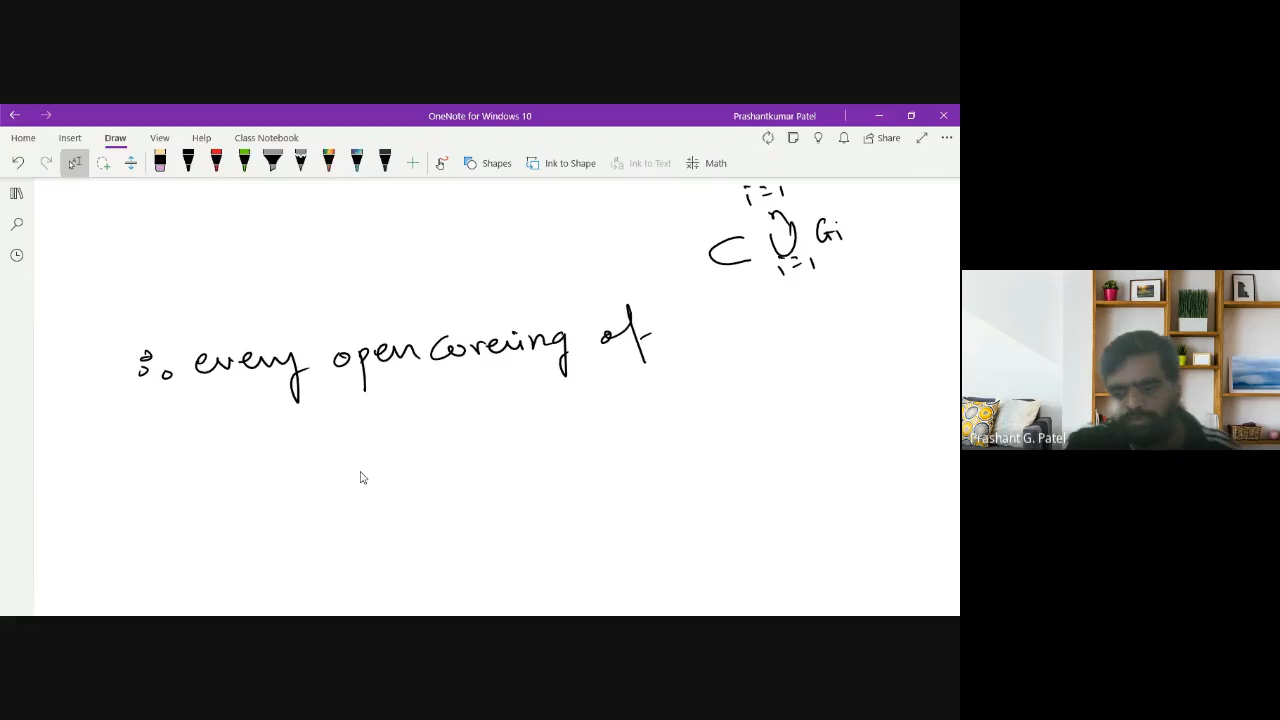 OneNote for Windows 10
Prashantkumar Patel
Home Insert Draw View Help Class Notebook Share
Shapes Ink to Shape Ink to Text Math
i=1
n
⊂ ∪ Gi
i=1
∴ every open covering of
Prashant G. Patel